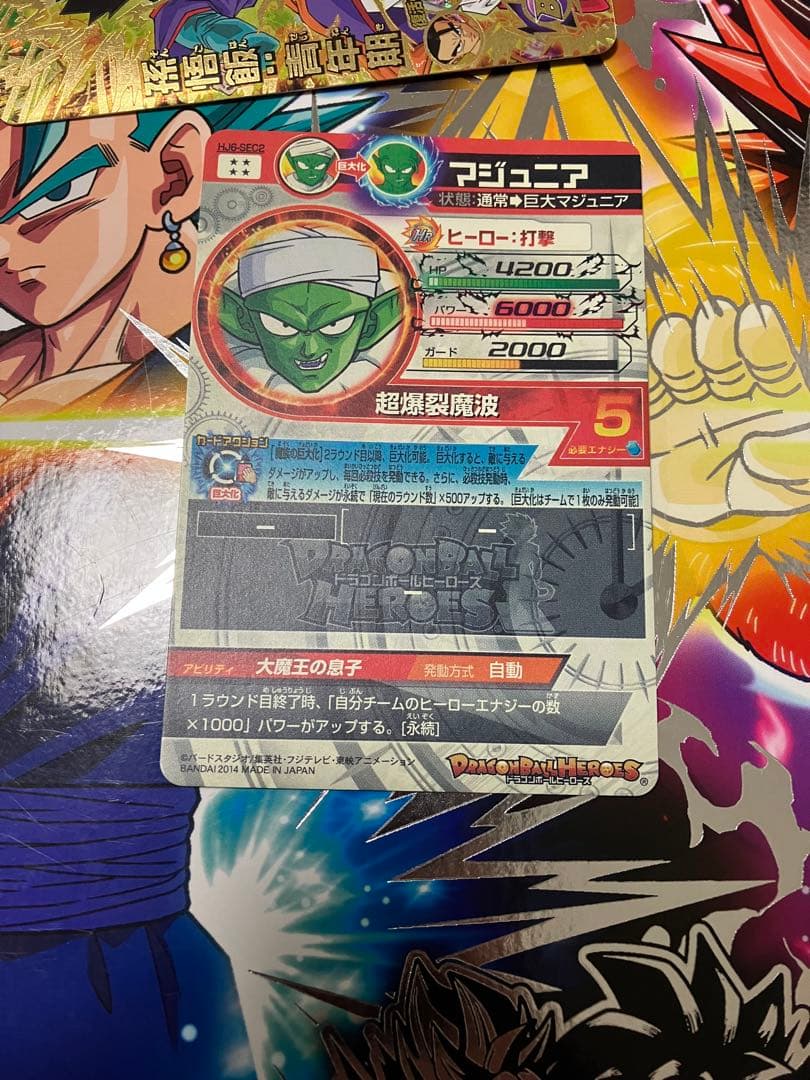 孫悟飯 青年期
HJ6-SEC2
巨大化
マジュニア
状態:通常➡巨大マジュニア
Hr ヒーロー:打撃
HP 4200
パワー 6000
ガード 2000
超爆裂魔波
5
必要エナジー
カードアクション
巨大化
[魔族の巨大化]2ラウンド目以降、巨大化可能。巨大化すると、敵に与える
ダメージがアップし、毎回必殺技を発動できる。さらに、必殺技発動時、
敵に与えるダメージが永続で「現在のラウンド数」×500アップする。[巨大化はチームで1枚のみ発動可能]
DRAGONBALL
ドラゴンボールヒーローズ
HEROES
アビリティ 大魔王の息子 発動方式 自動
1ラウンド目終了時、「自分チームのヒーローエナジーの数
×1000」パワーがアップする。[永続]
©バードスタジオ/集英社・フジテレビ・東映アニメーション
BANDAI 2014 MADE IN JAPAN
DRAGONBALL HEROES
ドラゴンボールヒーローズ
®